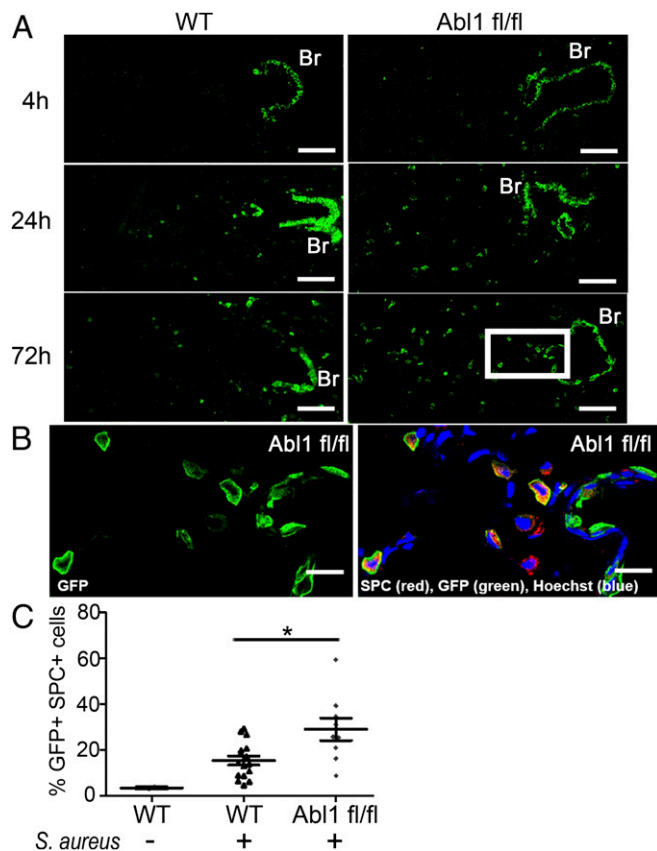 A
WT
Abl1 fl/fl
4h
Br
Br
24h
Br
Br
72h
Br
Br
B
Abl1 fl/fl
GFP
Abl1 fl/fl
SPC (red), GFP (green), Hoechst (blue)
C
% GFP+ SPC+ cells
80
60
40
20
0
*
WT
WT
Abl1 fl/fl
S. aureus - + +